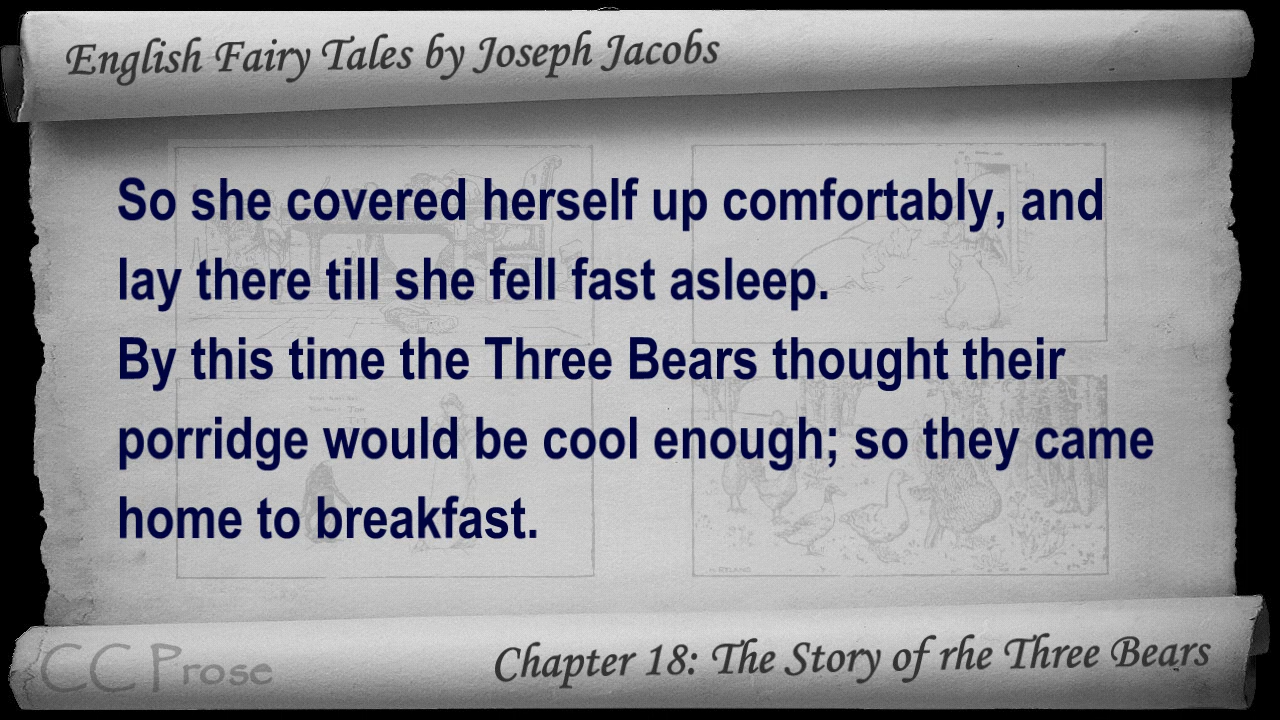 English Fairy Tales by Joseph Jacobs
So she covered herself up comfortably, and
lay there till she fell fast asleep.
By this time the Three Bears thought their
porridge would be cool enough; so they came
home to breakfast.
CC Prose
Chapter 18: The Story of rhe Three Bears